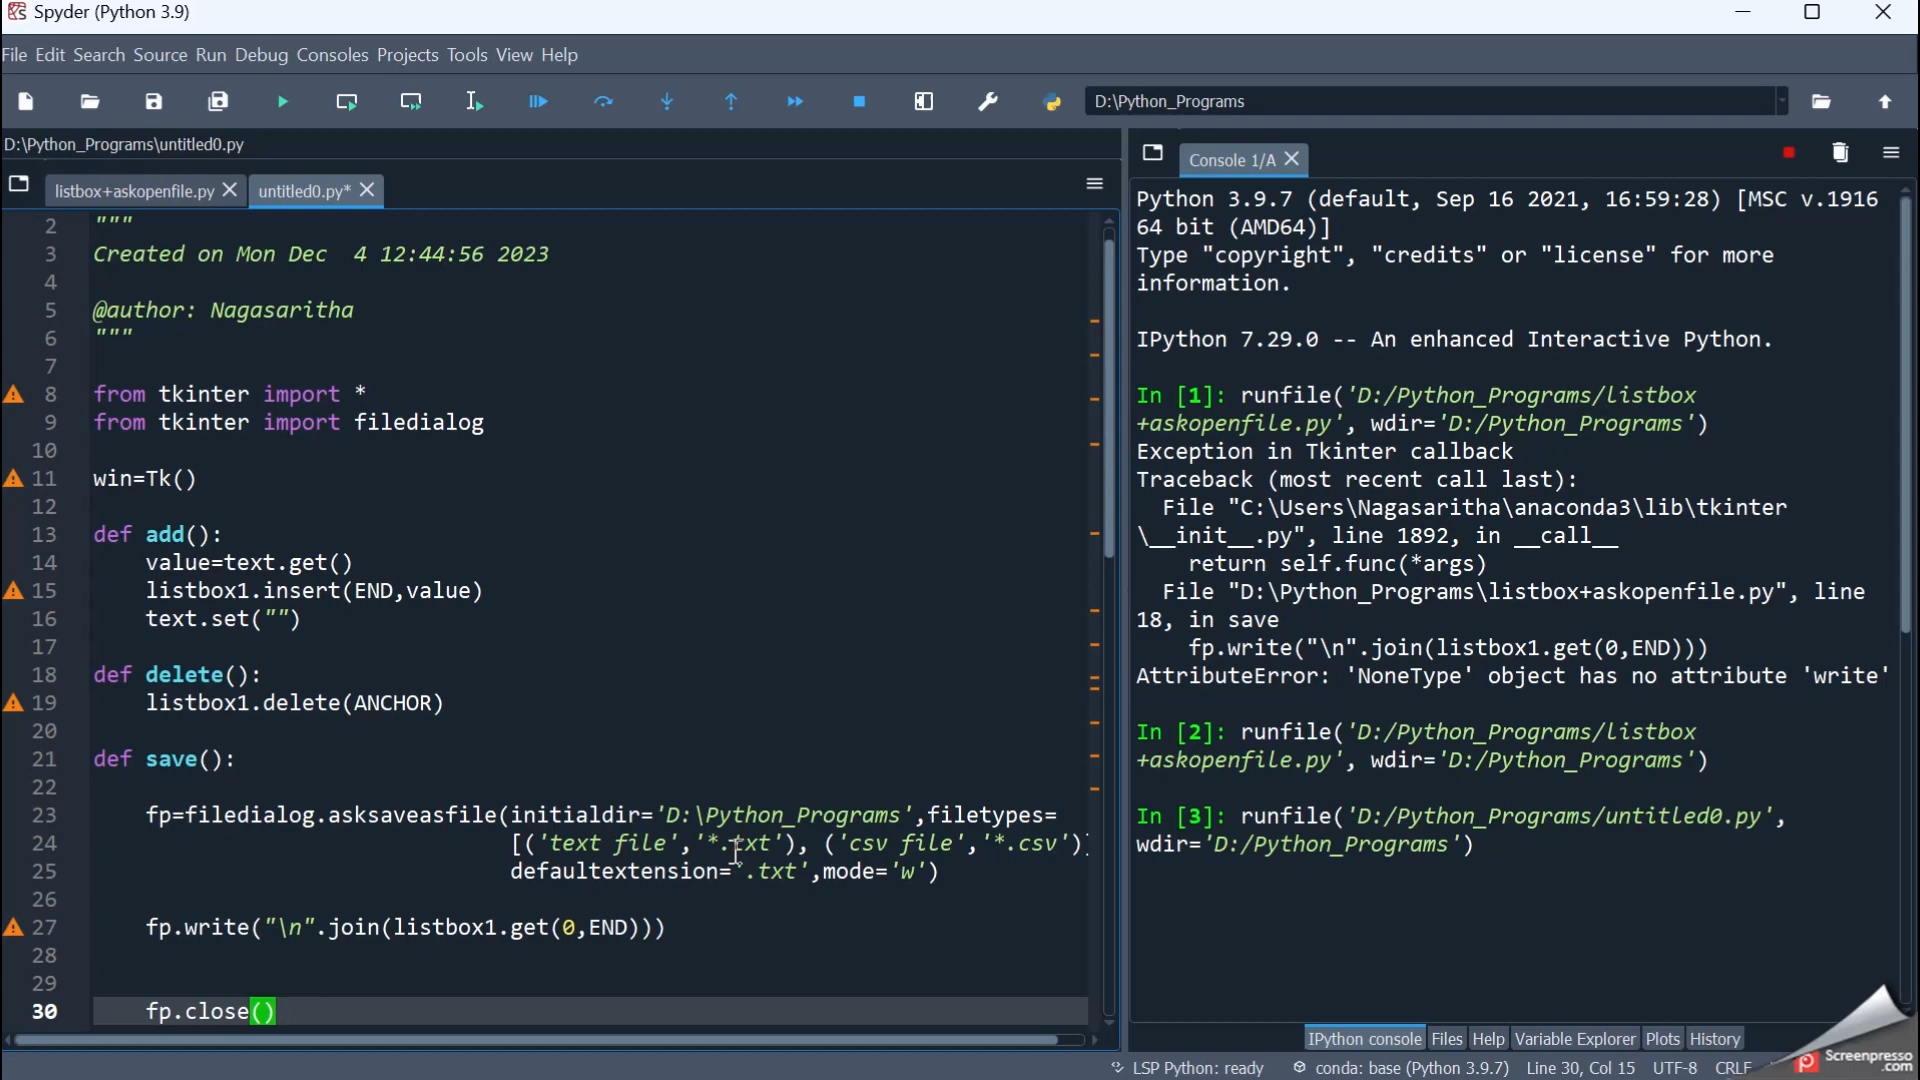 Spyder (Python 3.9)
File Edit Search Source Run Debug Consoles Projects Tools View Help
D:\Python_Programs
D:\Python_Programs\untitled0.py
listbox+askopenfile.py untitled0.py*
2 """
3 Created on Mon Dec  4 12:44:56 2023
4
5 @author: Nagasaritha
6 """
7
8 from tkinter import *
9 from tkinter import filedialog
10
11 win=Tk()
12
13 def add():
14     value=text.get()
15     listbox1.insert(END,value)
16     text.set("")
17
18 def delete():
19     listbox1.delete(ANCHOR)
20
21 def save():
22
23     fp=filedialog.asksaveasfile(initialdir='D:\Python_Programs',filetypes=
24                                 [('text file','*.txt'), ('csv file','*.csv')]
25                                 defaultextension='.txt',mode='w')
26
27     fp.write("\n".join(listbox1.get(0,END)))
28
29
30     fp.close()
Console 1/A
Python 3.9.7 (default, Sep 16 2021, 16:59:28) [MSC v.1916
64 bit (AMD64)]
Type "copyright", "credits" or "license" for more
information.
IPython 7.29.0 -- An enhanced Interactive Python.
In [1]: runfile('D:/Python_Programs/listbox
+askopenfile.py', wdir='D:/Python_Programs')
Exception in Tkinter callback
Traceback (most recent call last):
  File "C:\Users\Nagasaritha\anaconda3\lib\tkinter
\__init__.py", line 1892, in __call__
    return self.func(*args)
  File "D:\Python_Programs\listbox+askopenfile.py", line
18, in save
    fp.write("\n".join(listbox1.get(0,END)))
AttributeError: 'NoneType' object has no attribute 'write'
In [2]: runfile('D:/Python_Programs/listbox
+askopenfile.py', wdir='D:/Python_Programs')
In [3]: runfile('D:/Python_Programs/untitled0.py',
wdir='D:/Python_Programs')
IPython console Files Help Variable Explorer Plots History
LSP Python: ready conda: base (Python 3.9.7) Line 30, Col 15 UTF-8 CRLF
Screenpresso
.com